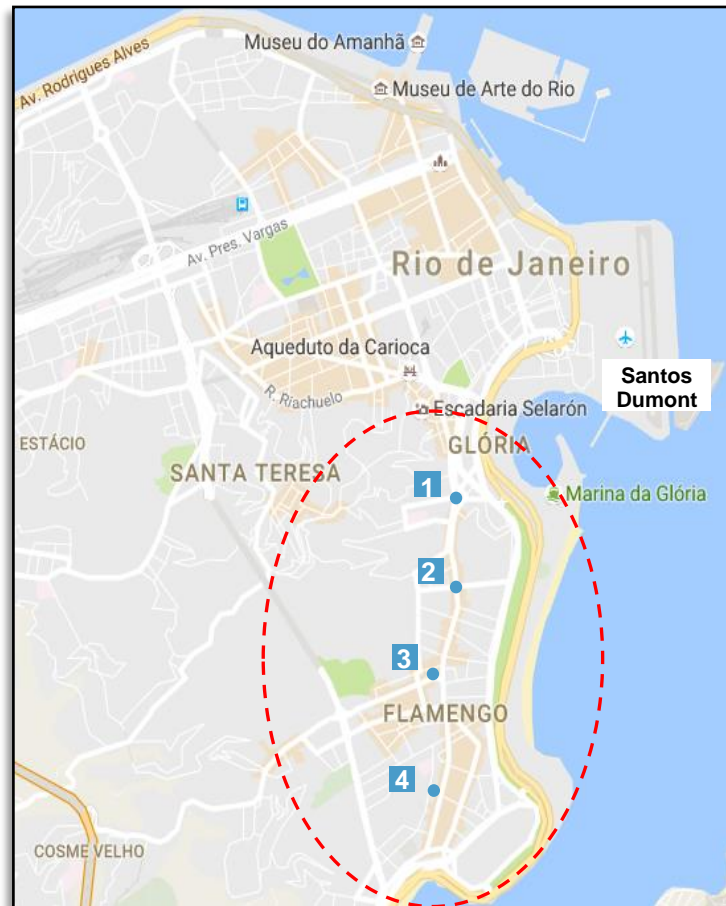 Museu do Amanhã
Av. Rodrigues Alves
Museu de Arte do Rio
Av. Pres. Vargas
Rio de Janeiro
Aqueduto da Carioca
Santos
Dumont
R. Riachuelo
Escadaria Selarón
ESTÁCIO
GLÓRIA
SANTA TERESA
1
Marina da Glória
2
3
FLAMENGO
4
COSME VELHO